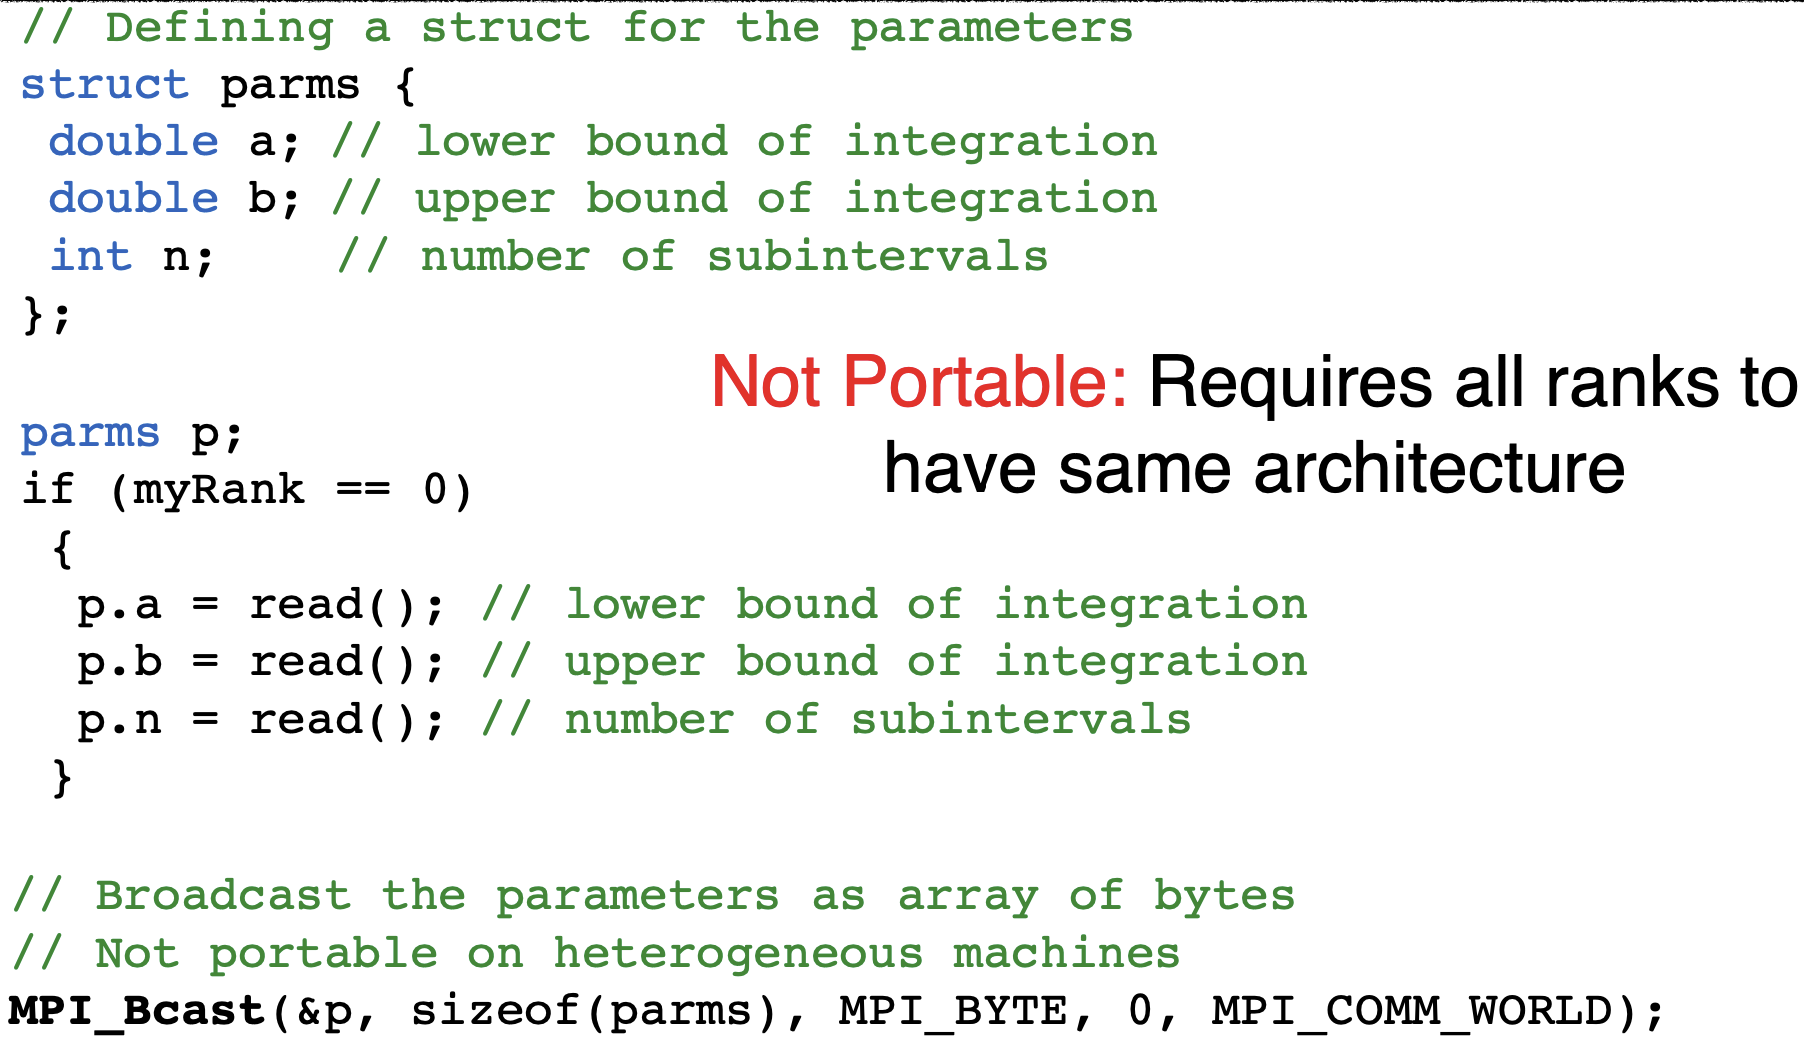 // Defining a struct for the parameters
struct parms {
 double a; // lower bound of integration
 double b; // upper bound of integration
 int n;    // number of subintervals
};
Not Portable: Requires all ranks to
have same architecture
parms p;
if (myRank == 0)
 {
  p.a = read(); // lower bound of integration
  p.b = read(); // upper bound of integration
  p.n = read(); // number of subintervals
 }
// Broadcast the parameters as array of bytes
// Not portable on heterogeneous machines
MPI_Bcast(&p, sizeof(parms), MPI_BYTE, 0, MPI_COMM_WORLD);